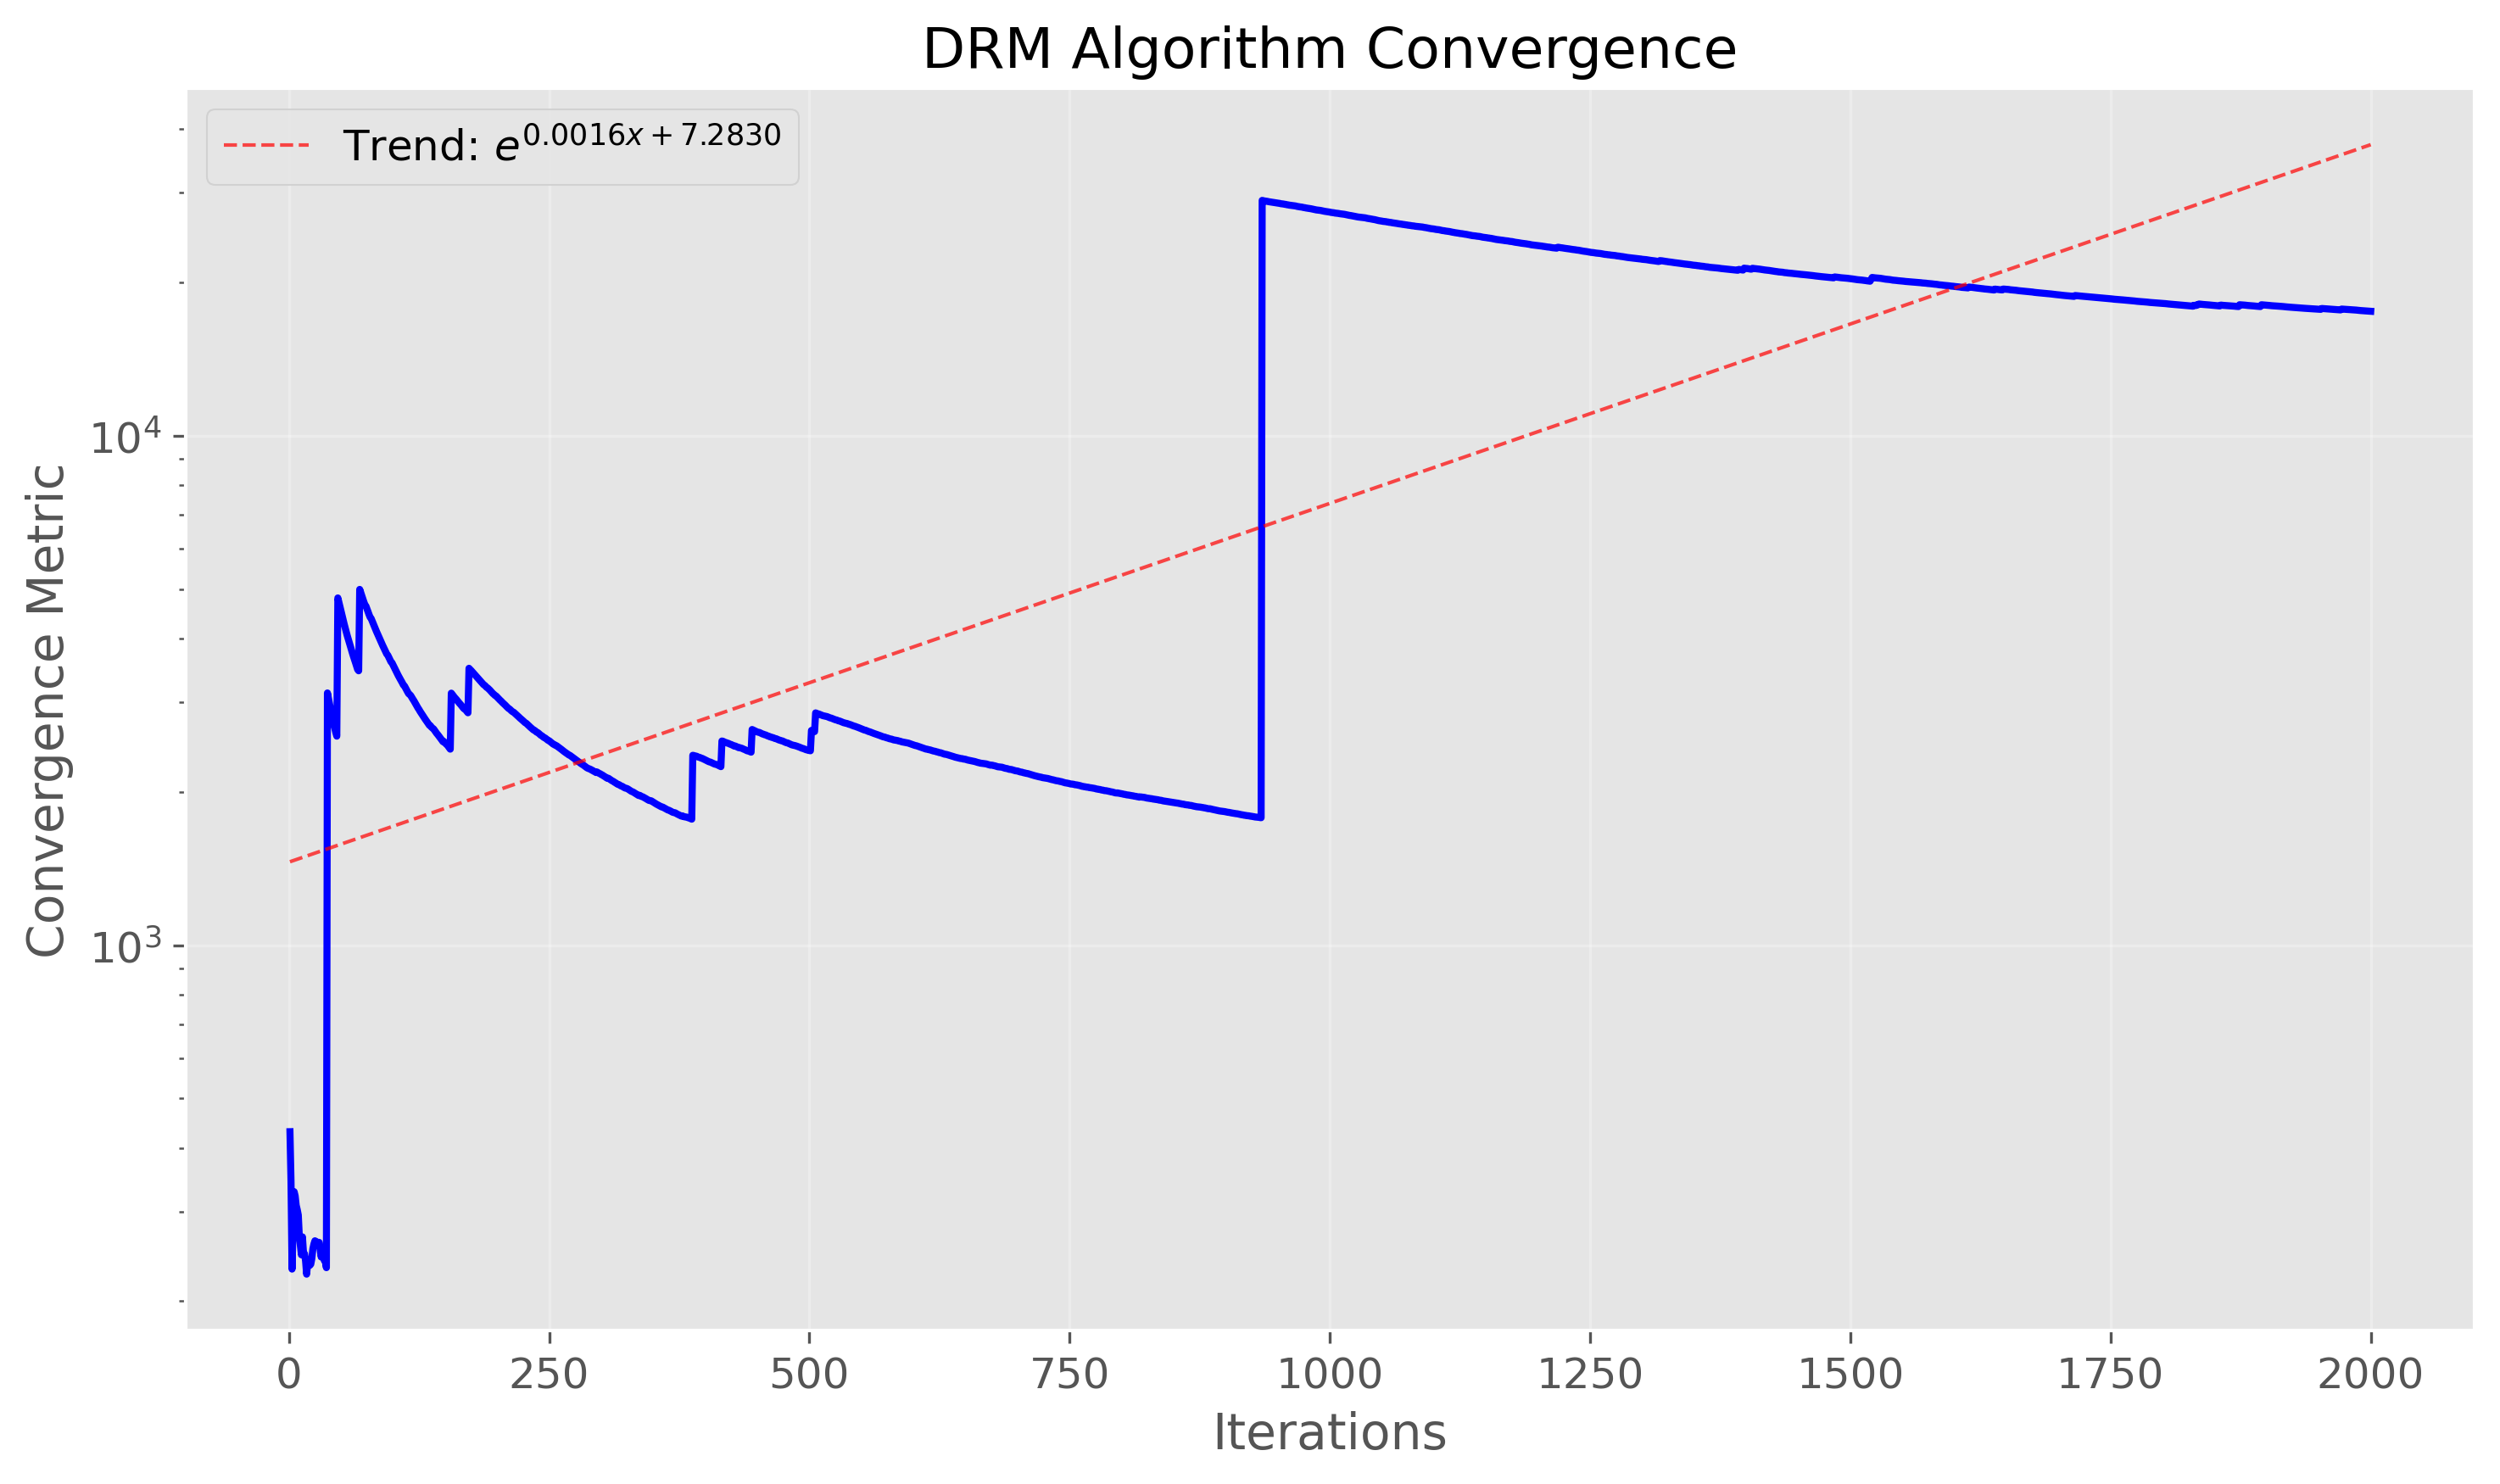 DRM Algorithm Convergence
Trend: e^{0.0016x + 7.2830}
Convergence Metric
10^4
10^3
0 250 500 750 1000 1250 1500 1750 2000
Iterations